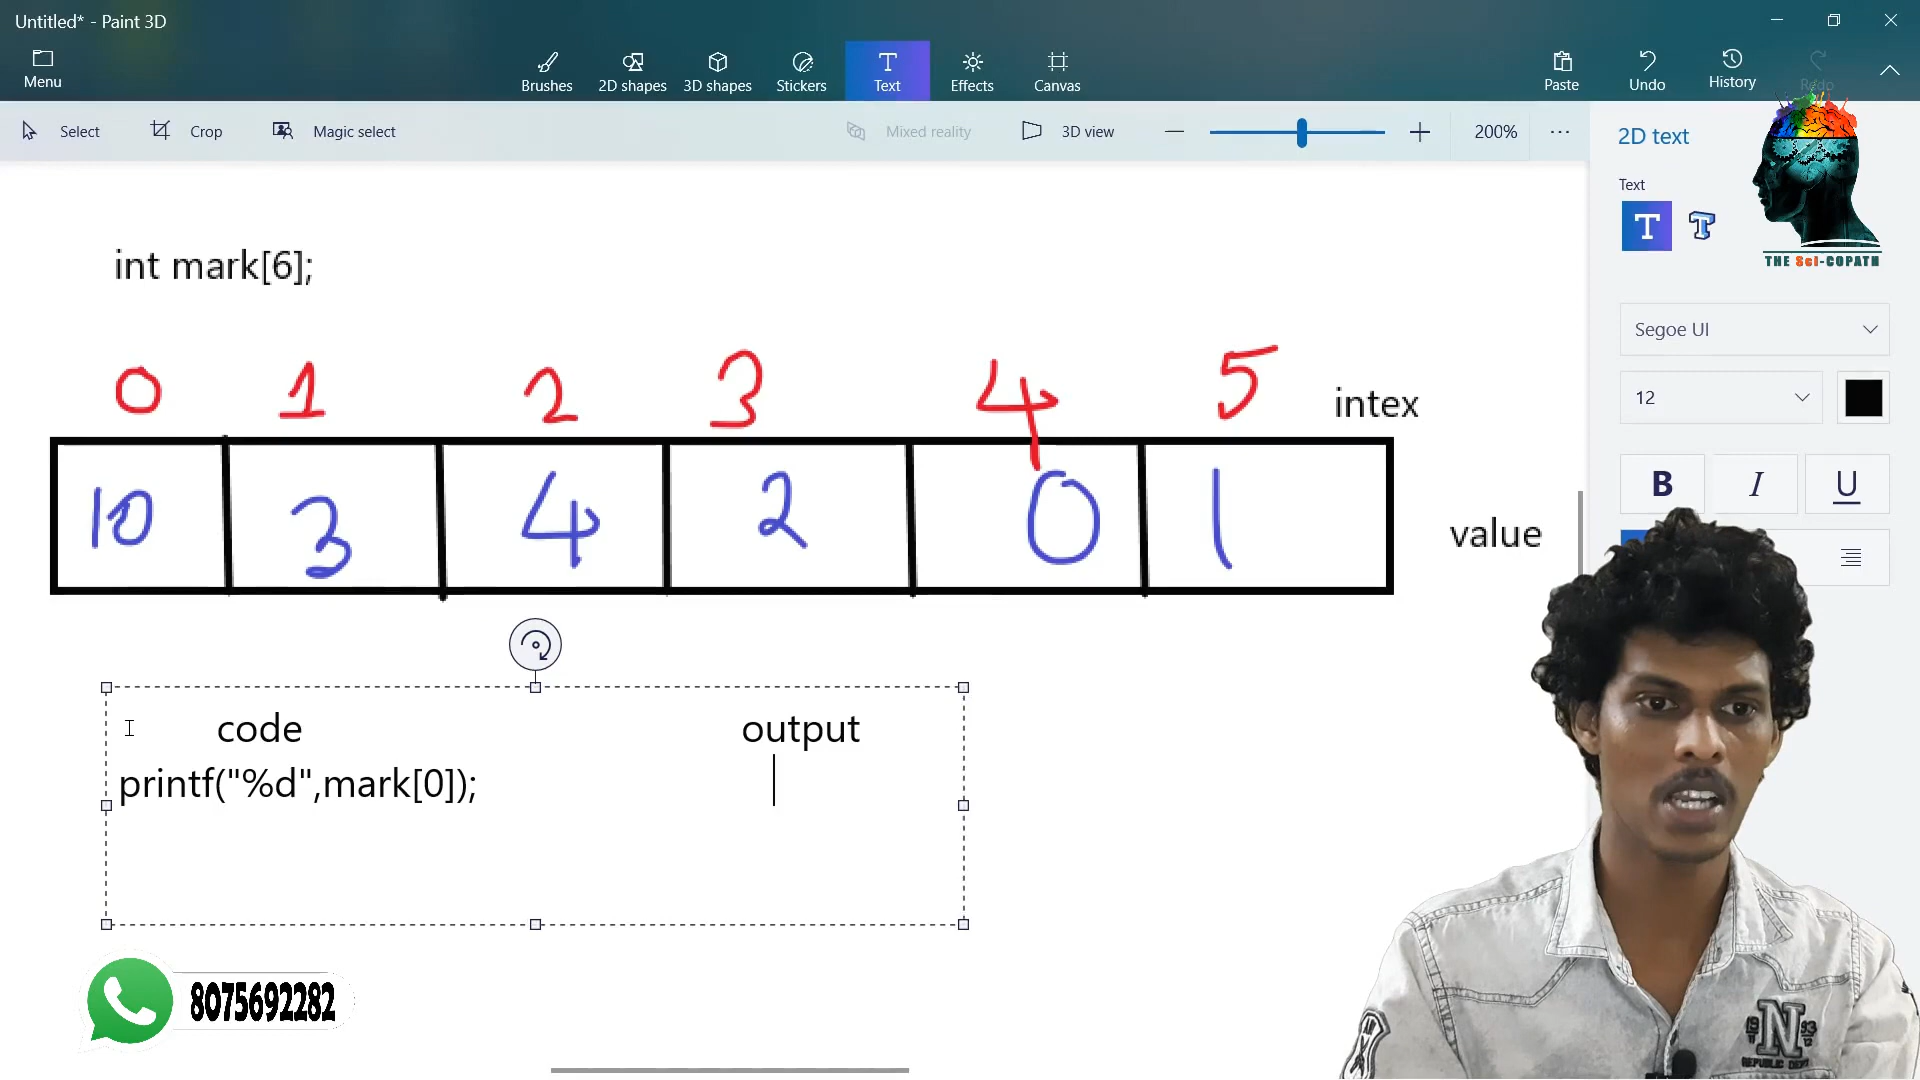 Untitled* - Paint 3D
Menu
Brushes
2D shapes
3D shapes
Stickers
Text
Effects
Canvas
Paste
Undo
History
Redo
Select
Crop
Magic select
Mixed reality
3D view
200%
2D text
Text
THE Sci-COPATH
Segoe UI
12
B I U
int mark[6];
0 1 2 3 4 5 intex
10 3 4 2 0 1 value
code output
printf("%d",mark[0]);
8075692282
N